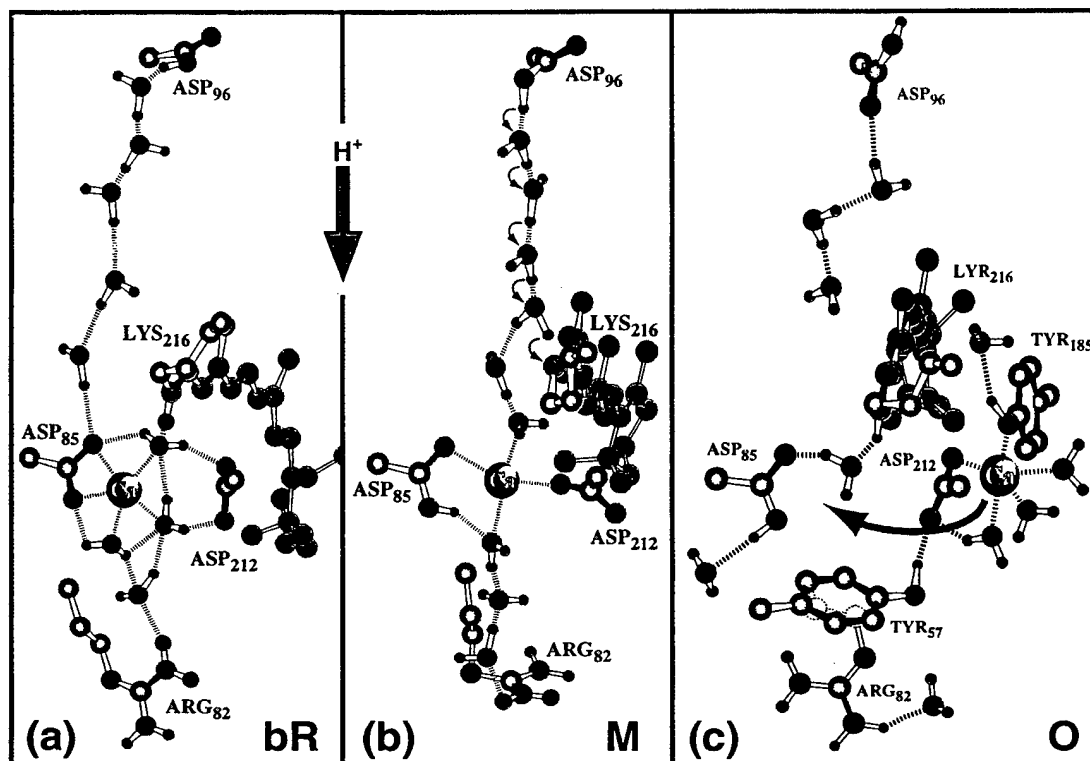 ASP96
H+
LYS216
ASP85
ASP212
ARG82
(a) bR
ASP96
LYS216
ASP85
ASP212
ARG82
(b) M
ASP96
LYR216
TYR185
ASP85
ASP212
TYR57
ARG82
(c) O